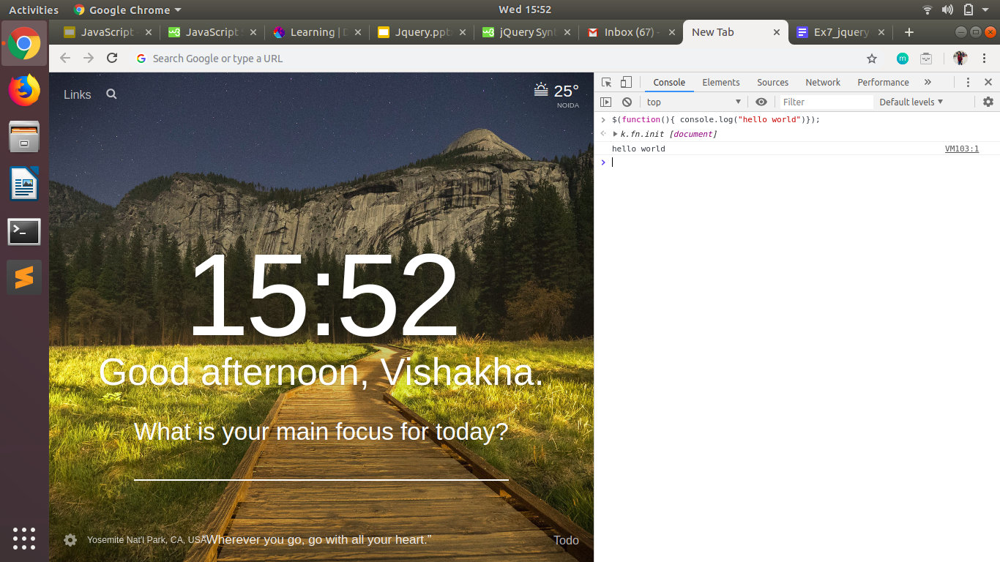 Activities Google Chrome Wed 15:52
JavaScript - JavaScript Learning | D Jquery.ppt jQuery Syn Inbox (67) - New Tab Ex7_jquery
Search Google or type a URL
m
Links 25°
NOIDA
15:52
Good afternoon, Vishakha.
What is your main focus for today?
Yosemite Nat'l Park, CA, USA "Wherever you go, go with all your heart." Todo
Console Elements Sources Network Performance »
top Filter Default levels
$(function(){ console.log("hello world")});
k.fn.init [document]
hello world VM103:1